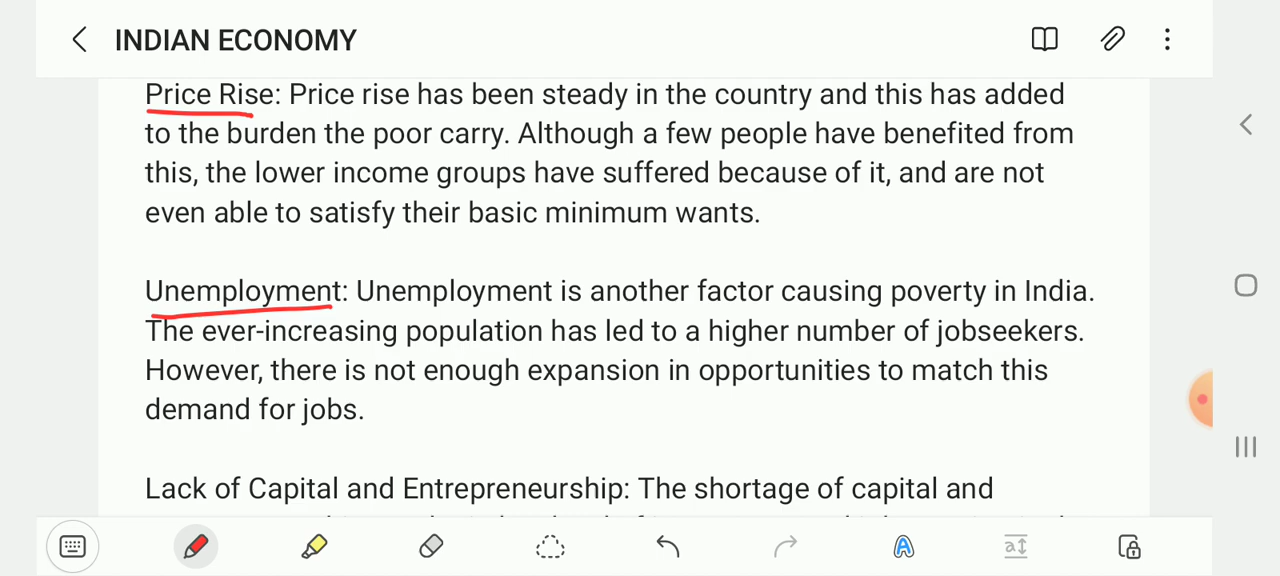 INDIAN ECONOMY
Price Rise: Price rise has been steady in the country and this has added
to the burden the poor carry. Although a few people have benefited from
this, the lower income groups have suffered because of it, and are not
even able to satisfy their basic minimum wants.
Unemployment: Unemployment is another factor causing poverty in India.
The ever-increasing population has led to a higher number of jobseekers.
However, there is not enough expansion in opportunities to match this
demand for jobs.
Lack of Capital and Entrepreneurship: The shortage of capital and